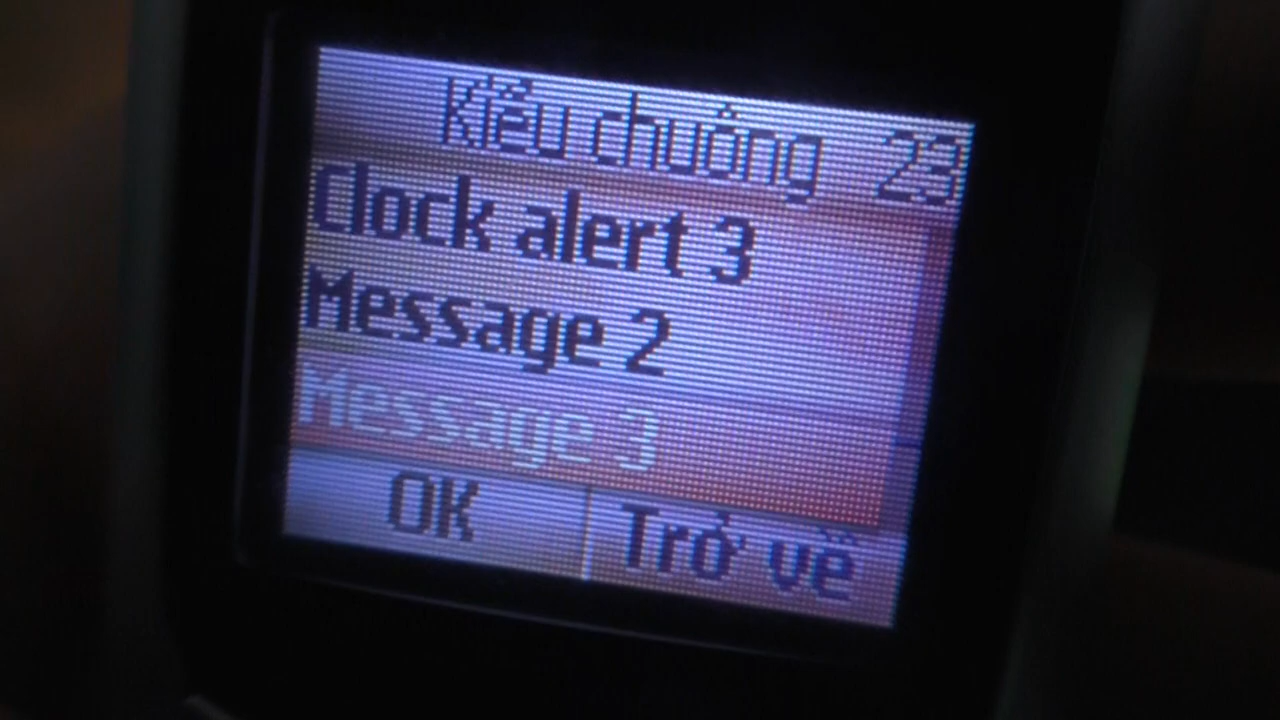 Kiểu chuông 23
Clock alert 3
Message 2
Message 3
OK Trở về